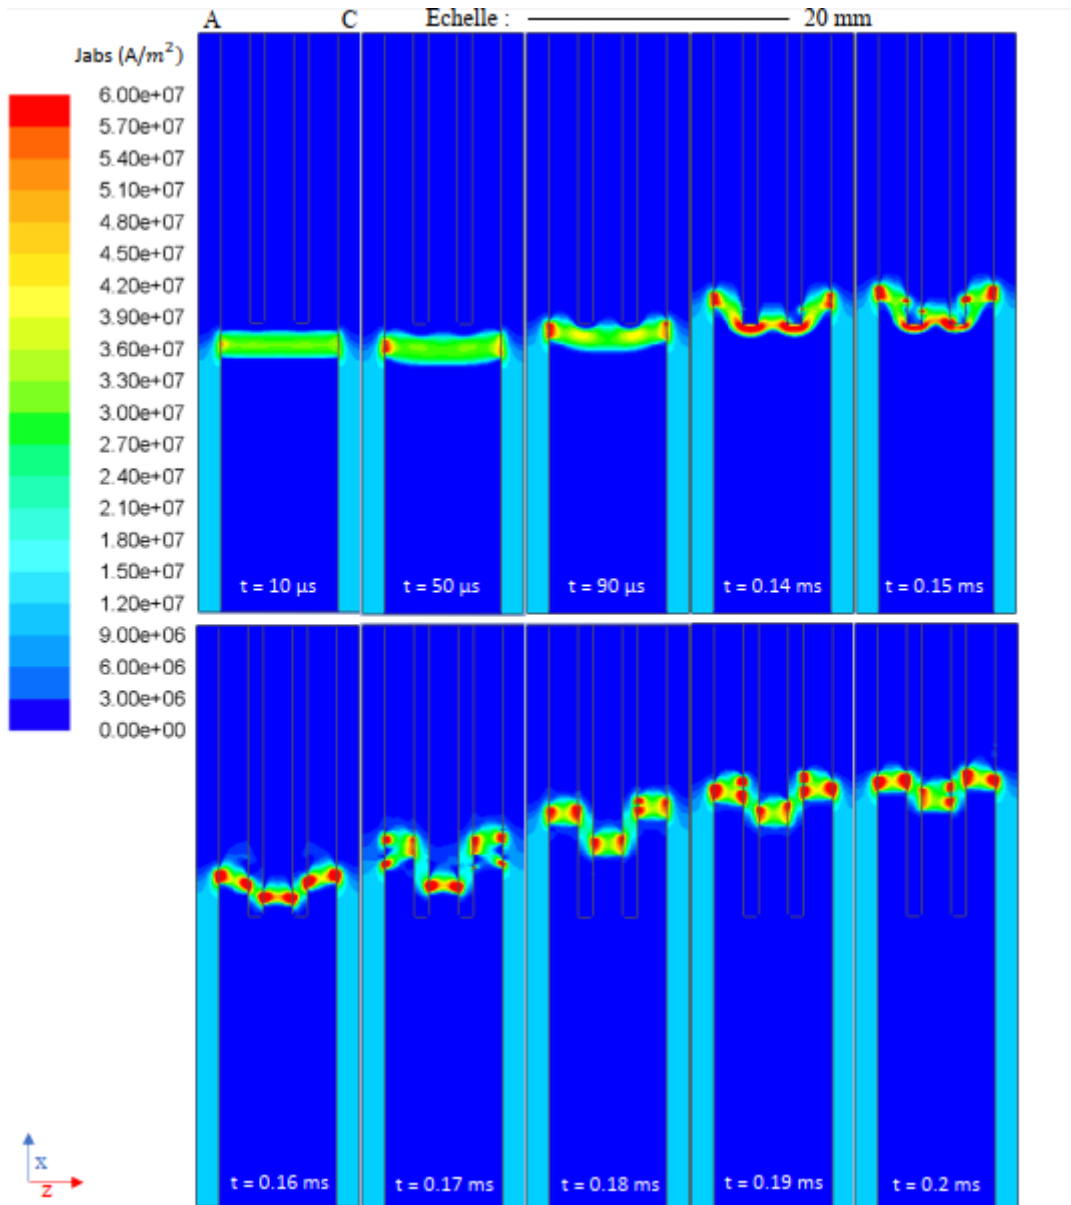 A C Echelle : 20 mm
Jabs (A/m²)
6.00e+07
5.70e+07
5.40e+07
5.10e+07
4.80e+07
4.50e+07
4.20e+07
3.90e+07
3.60e+07
3.30e+07
3.00e+07
2.70e+07
2.40e+07
2.10e+07
1.80e+07
1.50e+07
1.20e+07
9.00e+06
6.00e+06
3.00e+06
0.00e+00
t = 10 µs t = 50 µs t = 90 µs t = 0.14 ms t = 0.15 ms
t = 0.16 ms t = 0.17 ms t = 0.18 ms t = 0.19 ms t = 0.2 ms
x
z